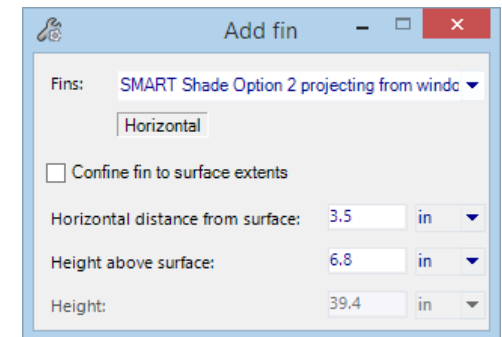 Add fin
Fins: SMART Shade Option 2 projecting from windo
Horizontal
Confine fin to surface extents
Horizontal distance from surface: 3.5 in
Height above surface: 6.8 in
Height: 39.4 in